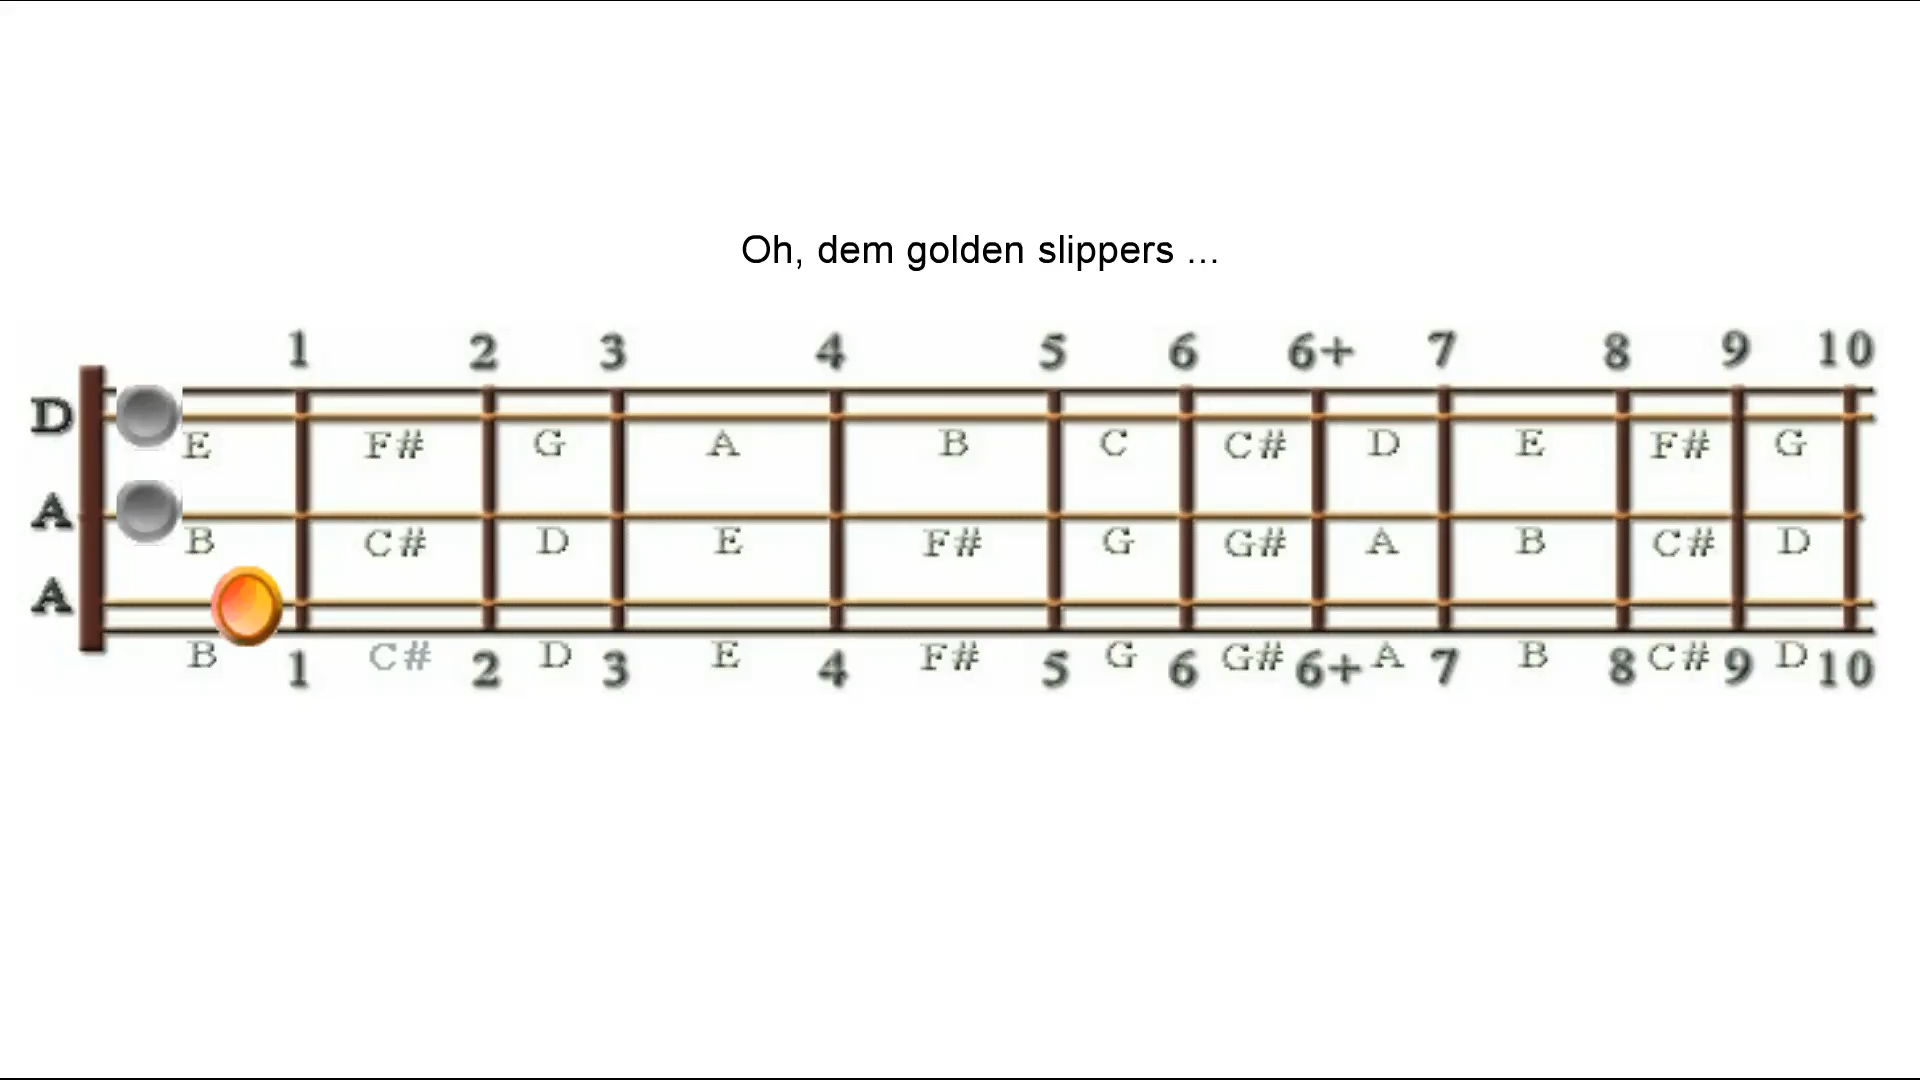 Oh, dem golden slippers ...
1 2 3 4 5 6 6+ 7 8 9 10
D
E F# G A B C C# D E F# G
A
B C# D E F# G G# A B C# D
A
B C# D E F# G G# A B C# D
1 2 3 4 5 6 6+ 7 8 9 10